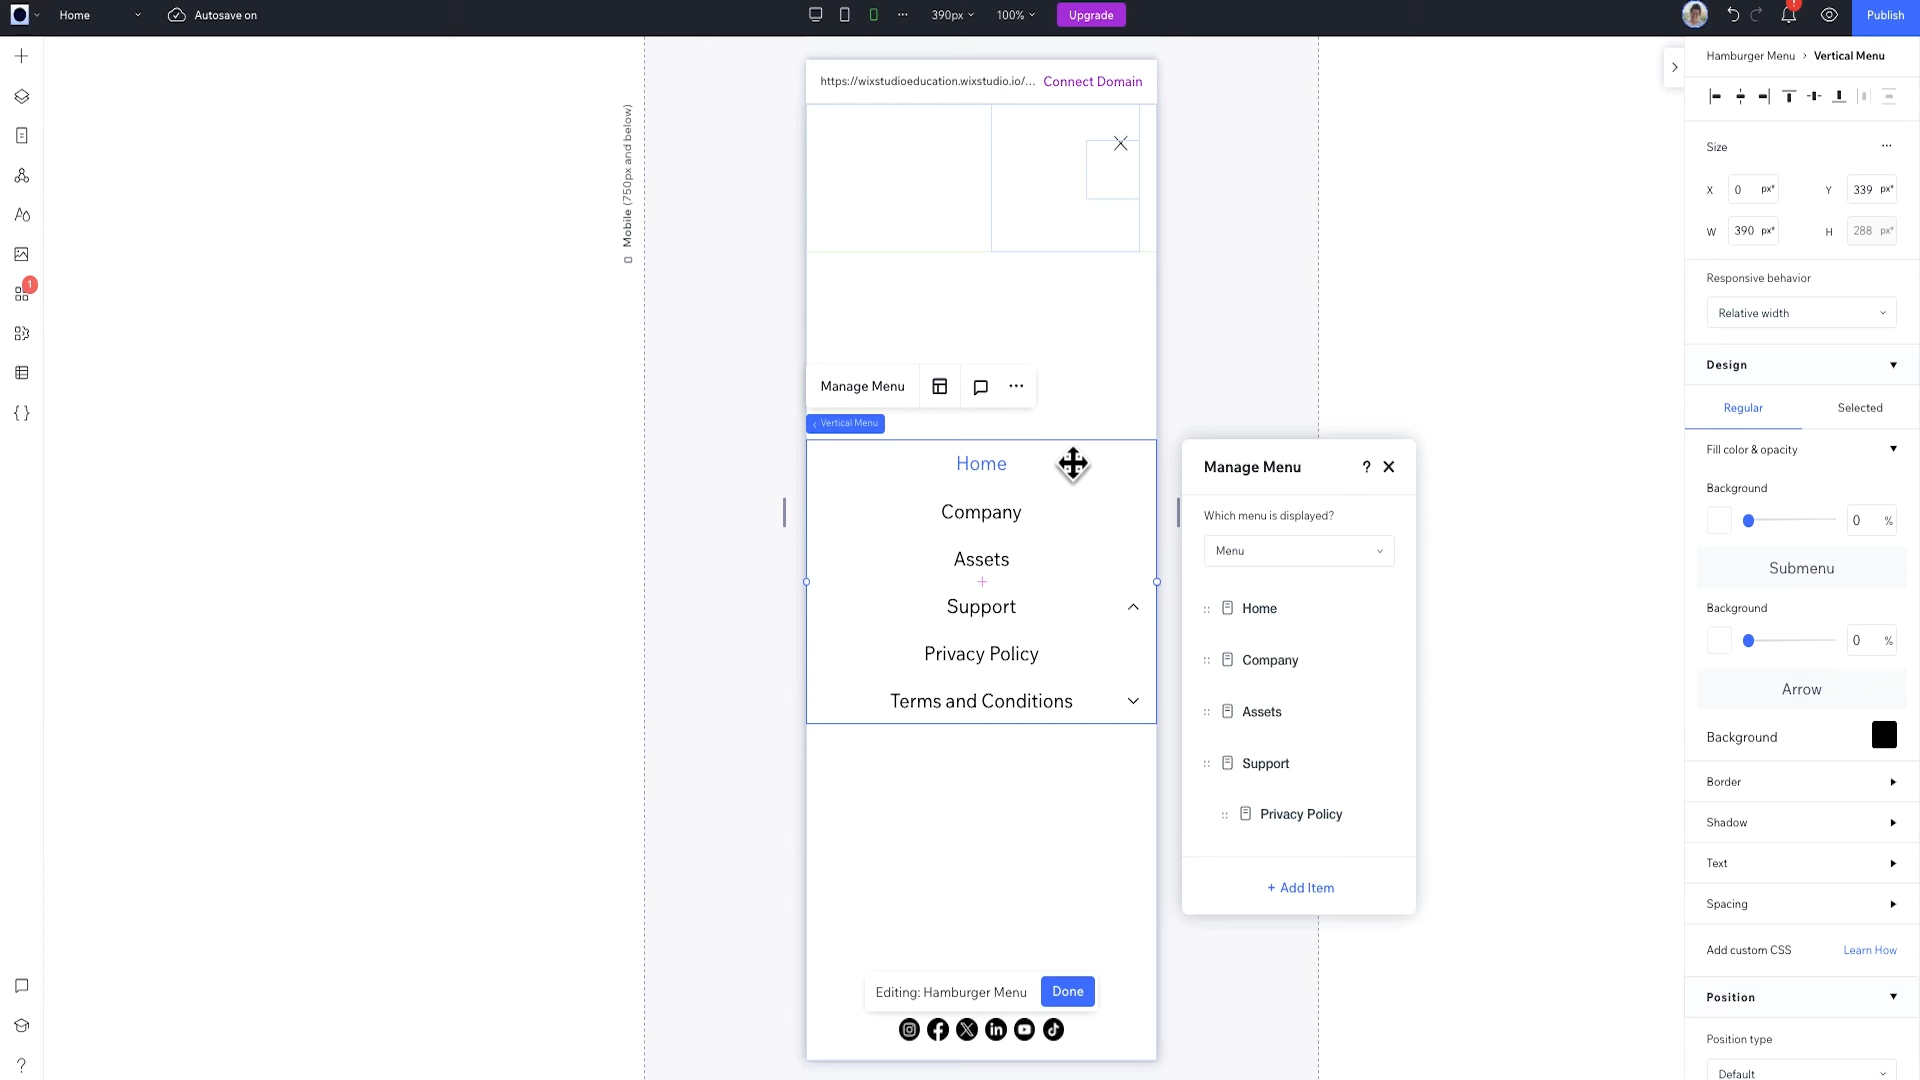 Home
Autosave on
390px
100%
Upgrade
Publish
https://wixstudioeducation.wixstudio.io/...
Connect Domain
Mobile (750px and below)
1
Manage Menu
Vertical Menu
Home
Company
Assets
Support
Privacy Policy
Terms and Conditions
Editing: Hamburger Menu
Done
Manage Menu
?
Which menu is displayed?
Menu
Home
Company
Assets
Support
Privacy Policy
+ Add Item
Hamburger Menu > Vertical Menu
Size
X 0 px* Y 339 px*
W 390 px* H 288 px*
Responsive behavior
Relative width
Design
Regular Selected
Fill color & opacity
Background
0 %
Submenu
Background
0 %
Arrow
Background
Border
Shadow
Text
Spacing
Add custom CSS Learn How
Position
Position type
Default